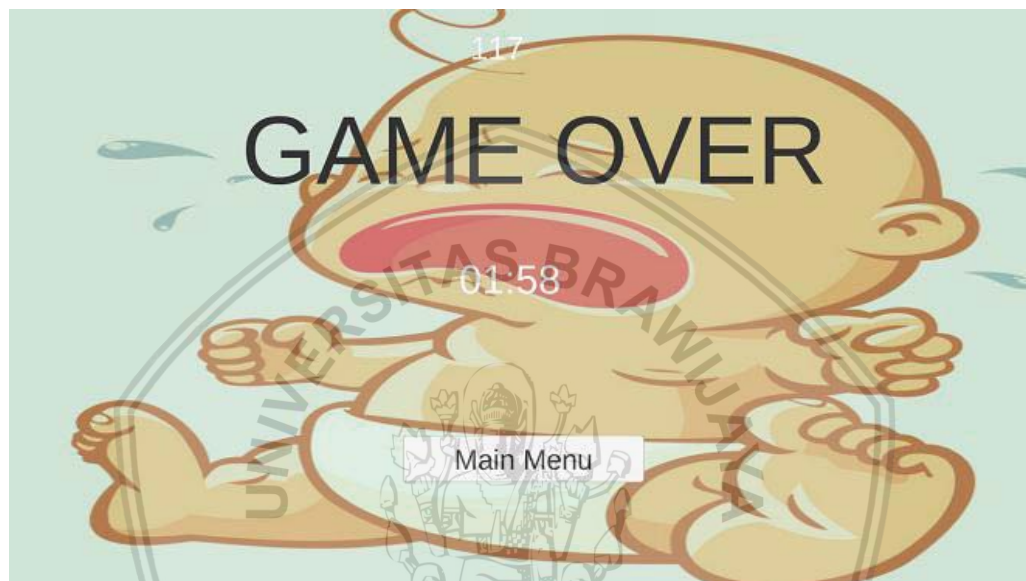 117
GAME OVER
UNIVERSITAS BRAWIJAYA
01:58
Main Menu